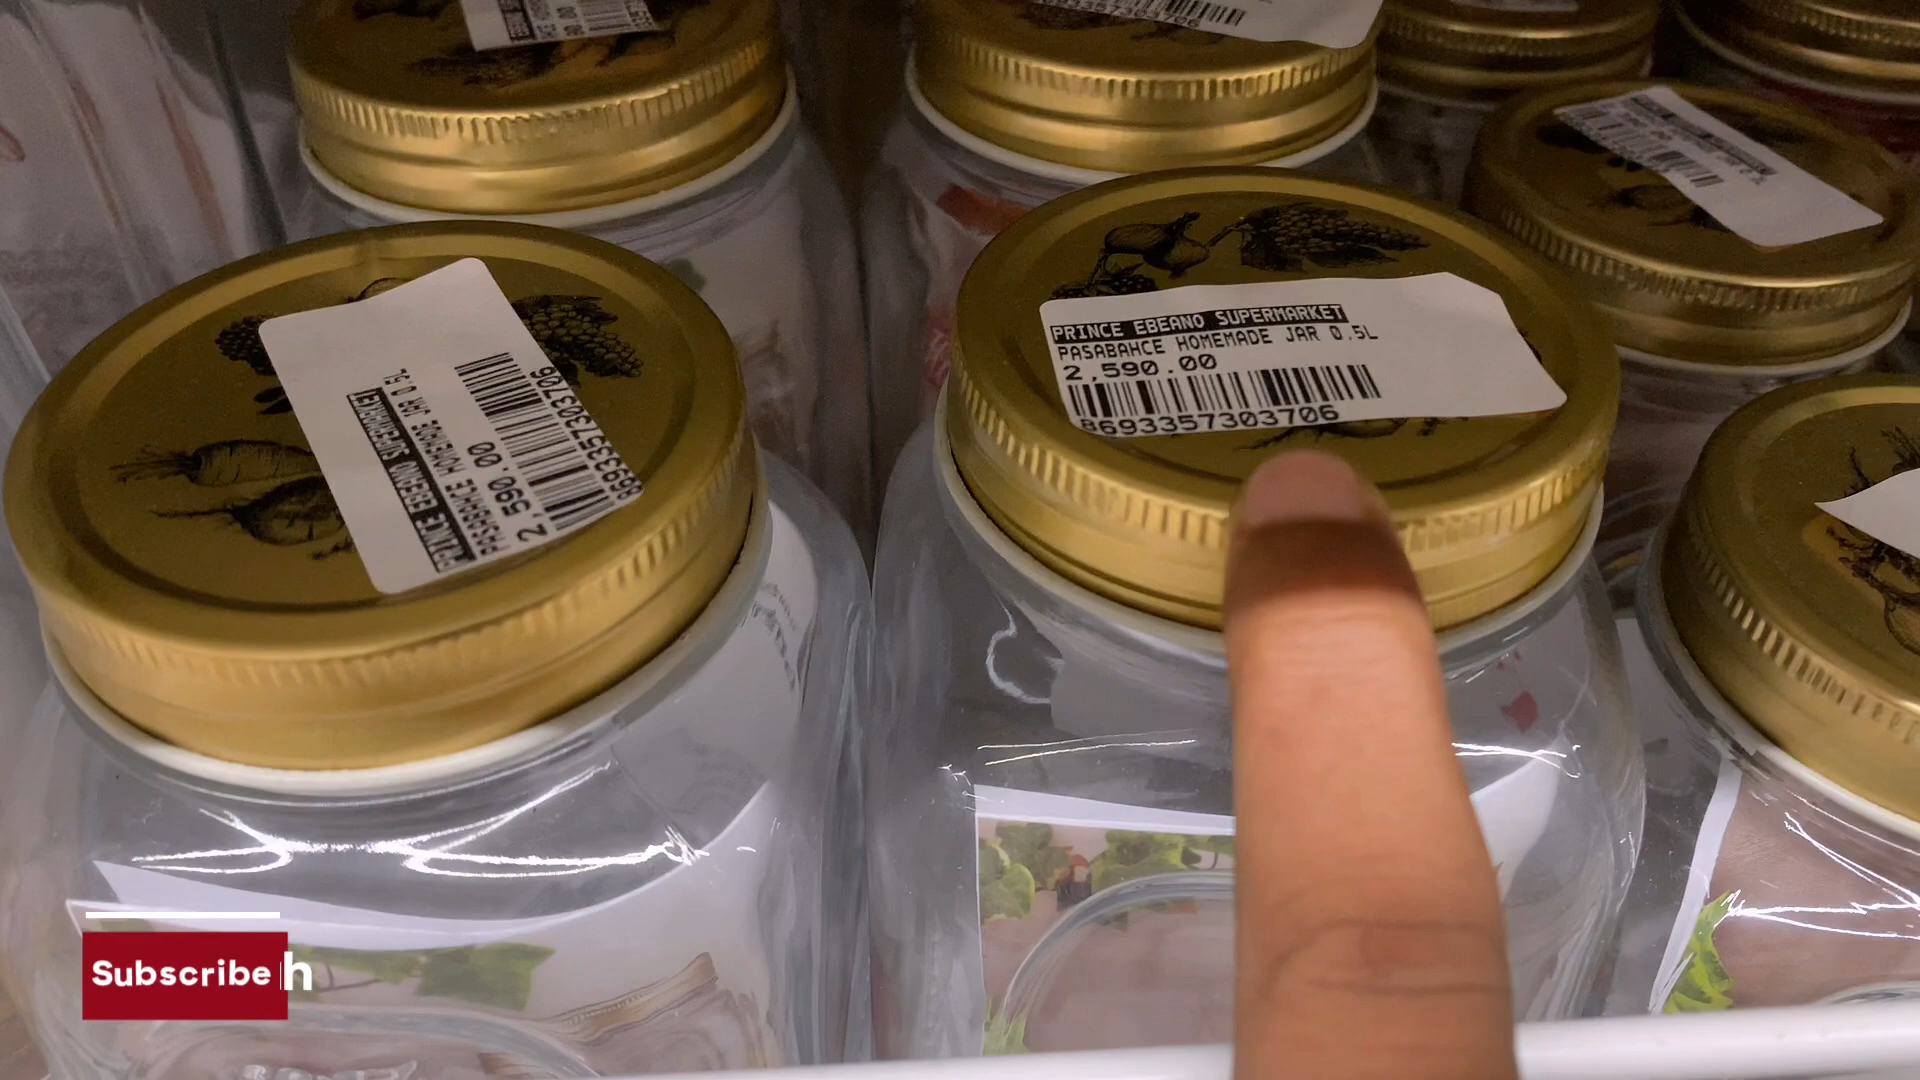 PRINCE EBEANO SUPERMARKET
PASABAHCE HOMEMADE JAR 0.5L
2,590.00
8693357303706
PRINCE EBEANO SUPERMARKET
PASABAHCE HOMEMADE JAR 0.5L
2,590.00
8693357303706
Subscribe
h